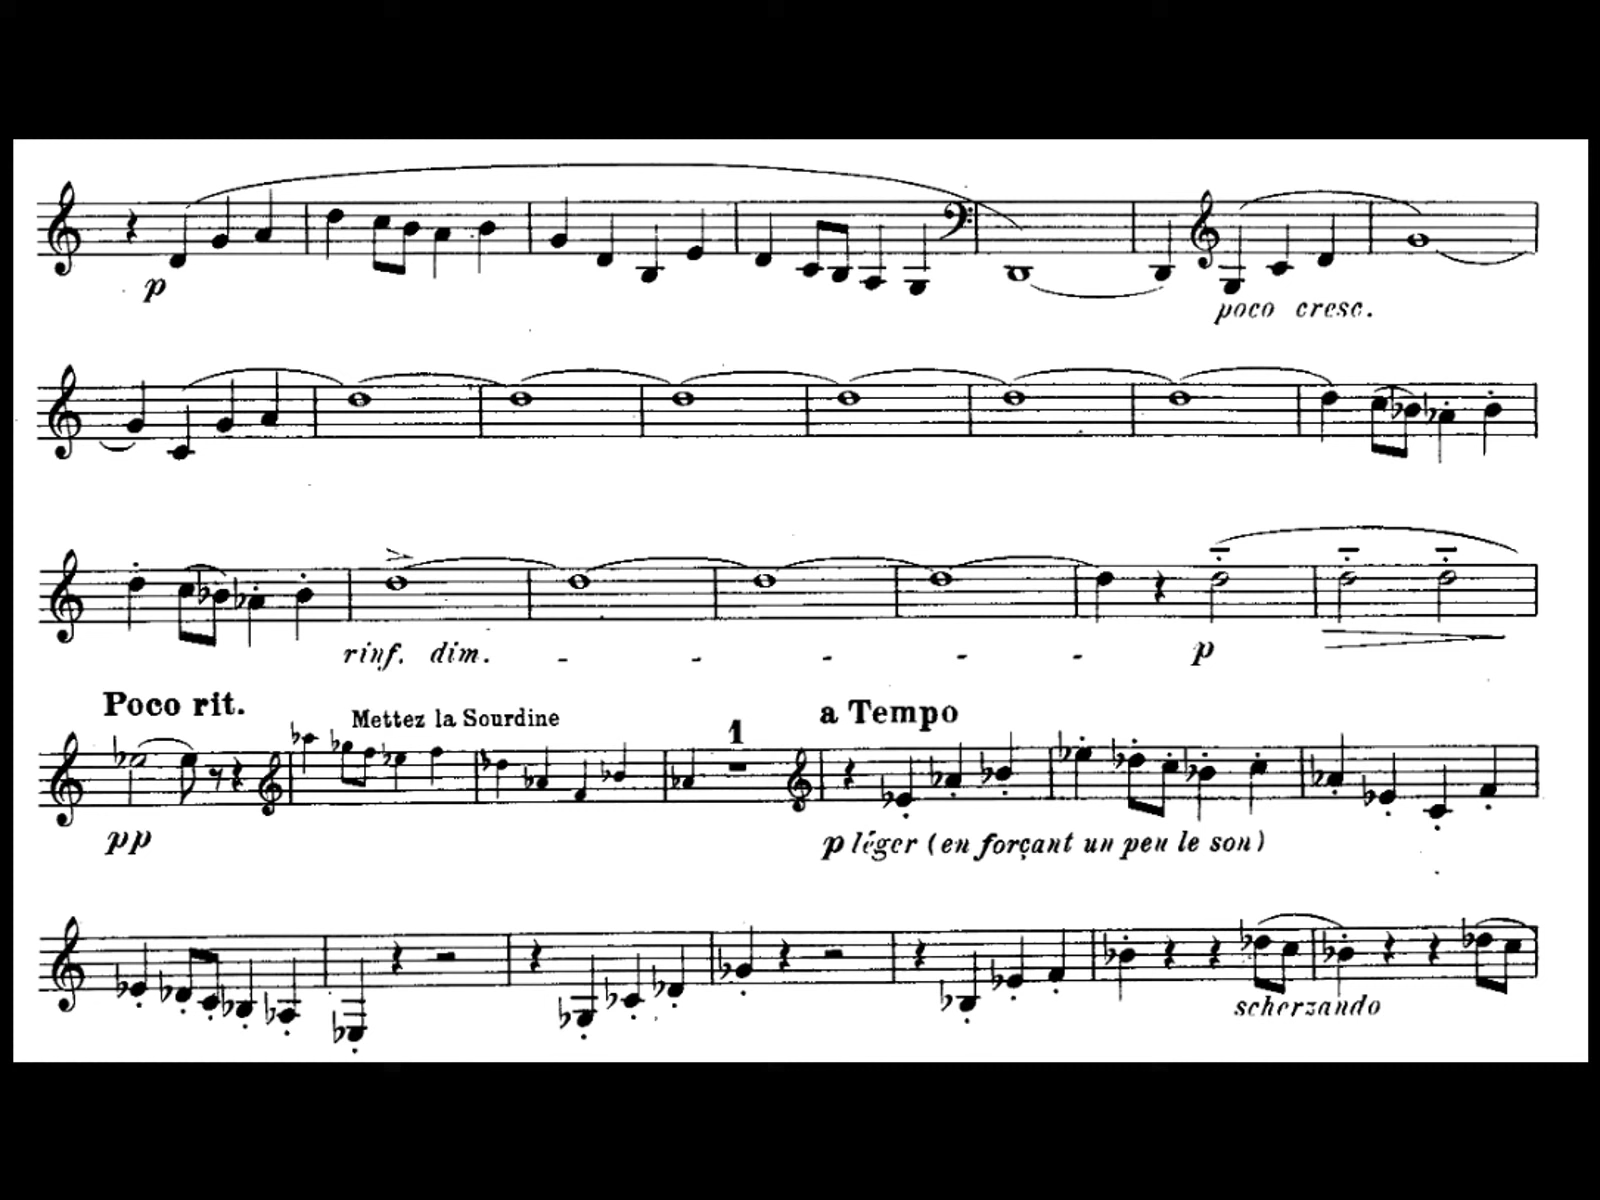 p
poco cresc.
rinf. dim. - - - - -
p
Poco rit.
Mettez la Sourdine
1
a Tempo
pp
p léger (en forçant un peu le son)
scherzando